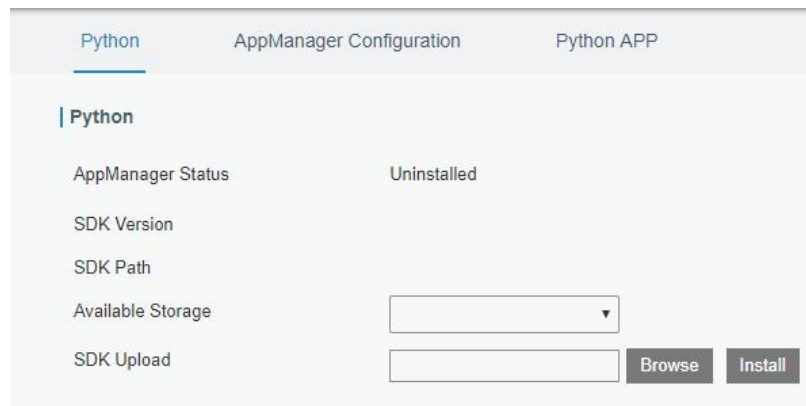 Python AppManager Configuration Python APP
Python
AppManager Status Uninstalled
SDK Version
SDK Path
Available Storage
SDK Upload Browse Install